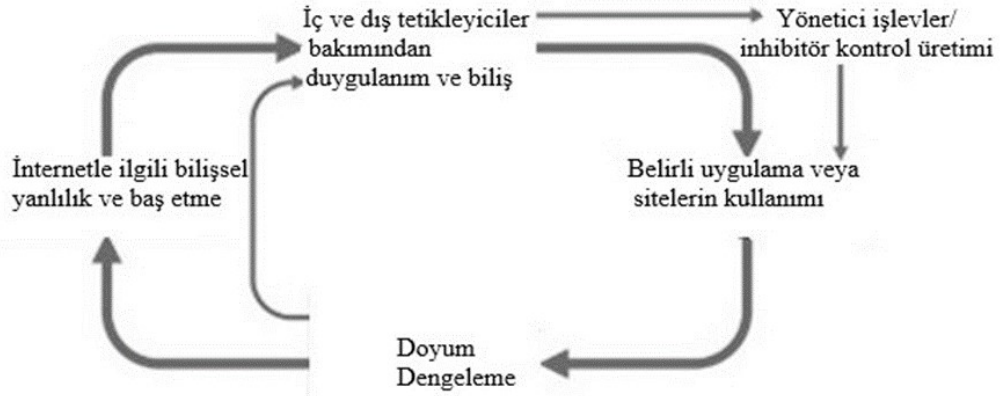 İç ve dış tetikleyiciler
bakımından
duygulanım ve biliş
Yönetici işlevler/
inhibitör kontrol üretimi
İnternetle ilgili bilişsel
yanlılık ve baş etme
Belirli uygulama veya
sitelerin kullanımı
Doyum
Dengeleme